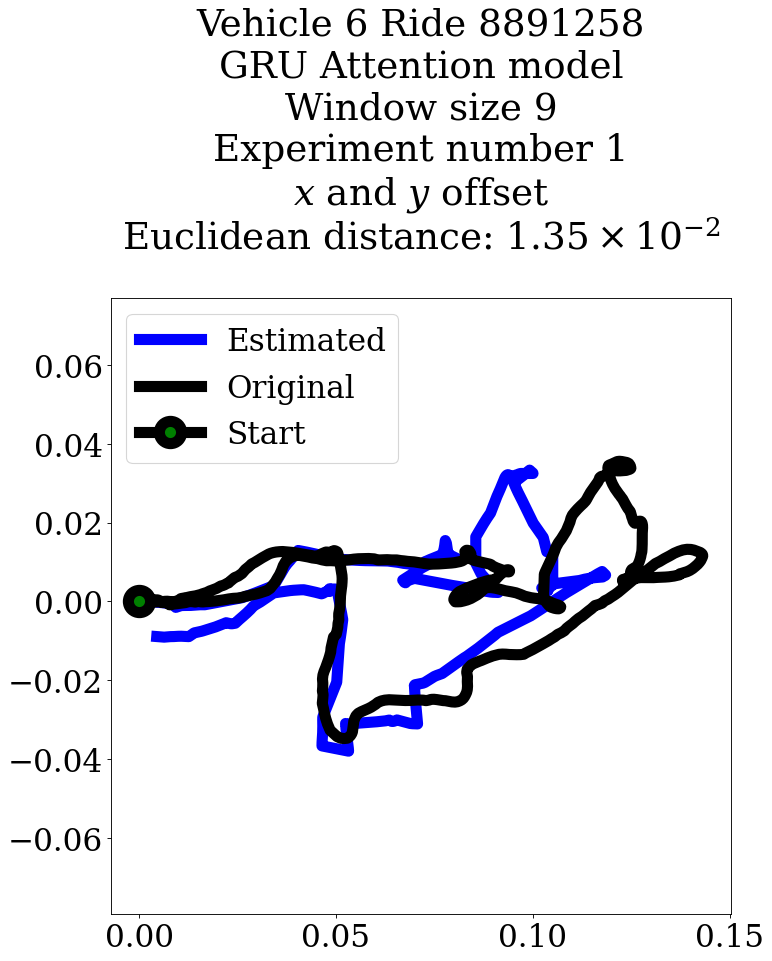 Vehicle 6 Ride 8891258
GRU Attention model
Window size 9
Experiment number 1
x and y offset
Euclidean distance: 1.35 × 10⁻²
Estimated
Original
Start
0.06
0.04
0.02
0.00
−0.02
−0.04
−0.06
0.00 0.05 0.10 0.15